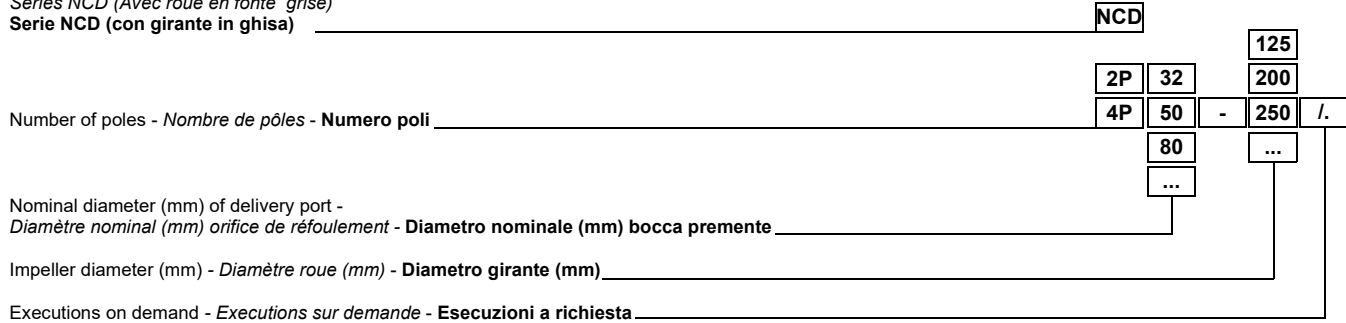 Series NCD (Avec roue en fonte grise)
Serie NCD (con girante in ghisa)
NCD
125
2P 32 200
Number of poles - Nombre de pôles - Numero poli
4P 50 - 250 /.
80 ...
...
Nominal diameter (mm) of delivery port -
Diamètre nominal (mm) orifice de réfoulement - Diametro nominale (mm) bocca premente
Impeller diameter (mm) - Diamètre roue (mm) - Diametro girante (mm)
Executions on demand - Executions sur demande - Esecuzioni a richiesta